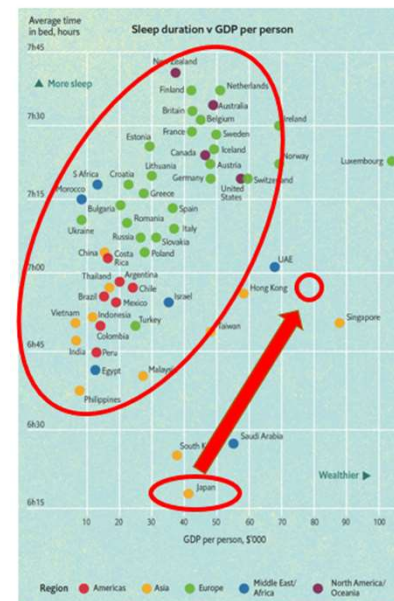 Average time
in bed, hours
Sleep duration v GDP per person
7h45
More sleep
New Zealand
Finland
Netherlands
Australia
7h30
Britain
Belgium
Ireland
France
Sweden
Estonia
Canada
Iceland
Norway
Luxembourg
Lithuania
Austria
S Africa
Croatia
Germany
United
States
Switzerland
7h15
Morocco
Greece
Bulgaria
Spain
Ukraine
Romania
Italy
Russia
Slovakia
China
Costa
Rica
Poland
7h00
UAE
Thailand
Argentina
Chile
Hong Kong
Brazil
Mexico
Israel
Vietnam
Indonesia
Turkey
Singapore
Colombia
Taiwan
6h45
India
Peru
Egypt
Malaysia
Philippines
6h30
Saudi Arabia
South
Wealthier
Japan
6h15
10 20 30 40 50 60 70 80 90 100
GDP per person, $'000
Region Americas Asia Europe Middle East/
Africa North America/
Oceania